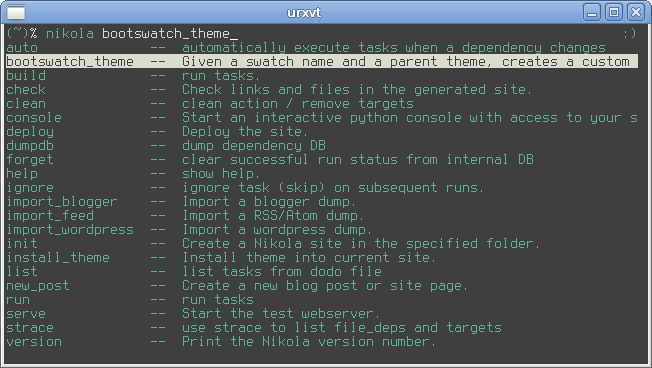 urxvt
(~)% nikola bootswatch_theme_ :)
auto -- automatically execute tasks when a dependency changes
bootswatch_theme -- Given a swatch name and a parent theme, creates a custom
build -- run tasks.
check -- Check links and files in the generated site.
clean -- clean action / remove targets
console -- Start an interactive python console with access to your s
deploy -- Deploy the site.
dumpdb -- dump dependency DB
forget -- clear successful run status from internal DB
help -- show help.
ignore -- ignore task (skip) on subsequent runs.
import_blogger -- Import a blogger dump.
import_feed -- Import a RSS/Atom dump.
import_wordpress -- Import a wordpress dump.
init -- Create a Nikola site in the specified folder.
install_theme -- Install theme into current site.
list -- list tasks from dodo file
new_post -- Create a new blog post or site page.
run -- run tasks
serve -- Start the test webserver.
strace -- use strace to list file_deps and targets
version -- Print the Nikola version number.